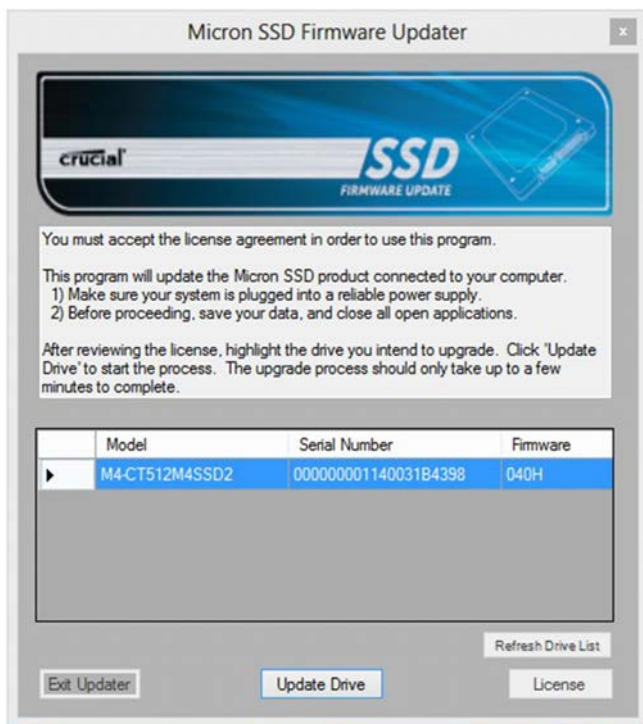 Micron SSD Firmware Updater
x
crucial
SSD
FIRMWARE UPDATE
You must accept the license agreement in order to use this program.
This program will update the Micron SSD product connected to your computer.
1) Make sure your system is plugged into a reliable power supply.
2) Before proceeding, save your data, and close all open applications.
After reviewing the license, highlight the drive you intend to upgrade. Click 'Update
Drive' to start the process. The upgrade process should only take up to a few
minutes to complete.
Model Serial Number Firmware
M4-CT512M4SSD2 000000001140031B4398 040H
Refresh Drive List
Exit Updater Update Drive License